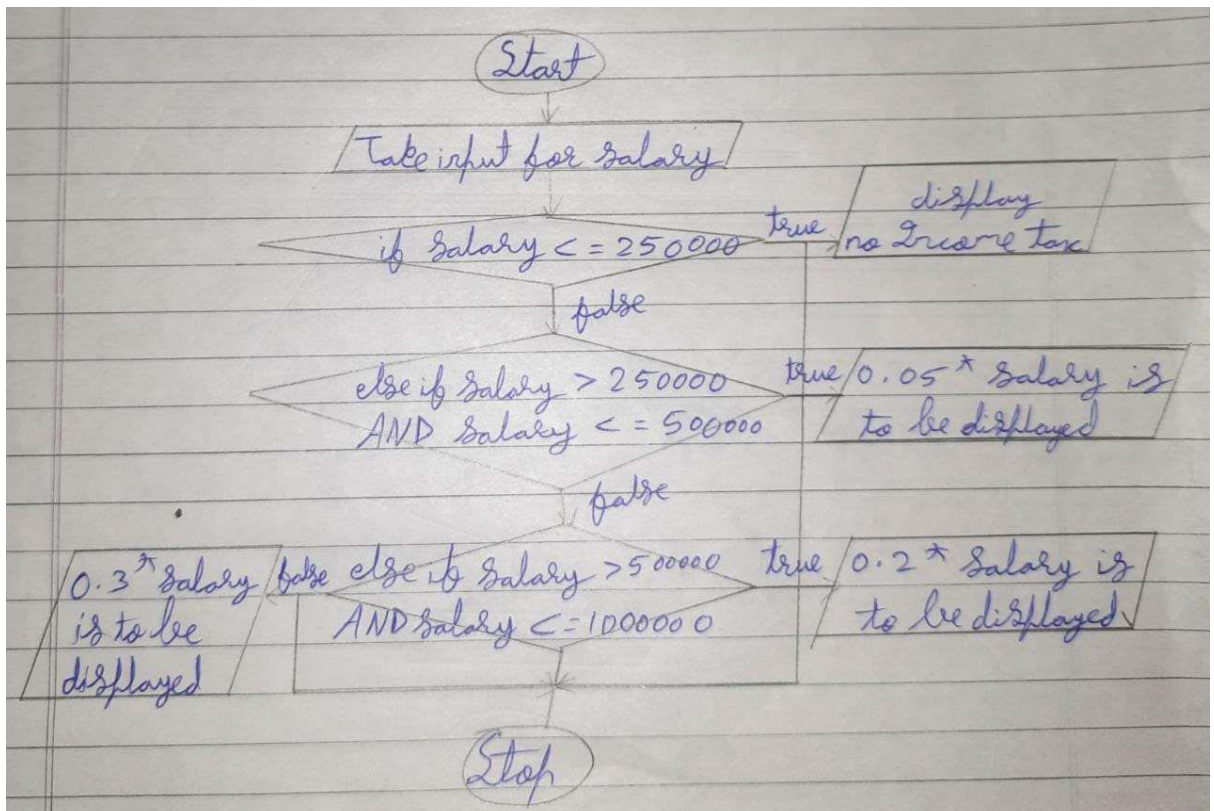 Start
Take input for salary
if salary <= 250000
true
display
no Income tax
false
else if salary > 250000
AND salary <= 500000
true
0.05 * salary is
to be displayed
false
else if salary > 500000
AND salary <= 1000000
true
0.2 * salary is
to be displayed
false
0.3 * salary
is to be
displayed
Stop